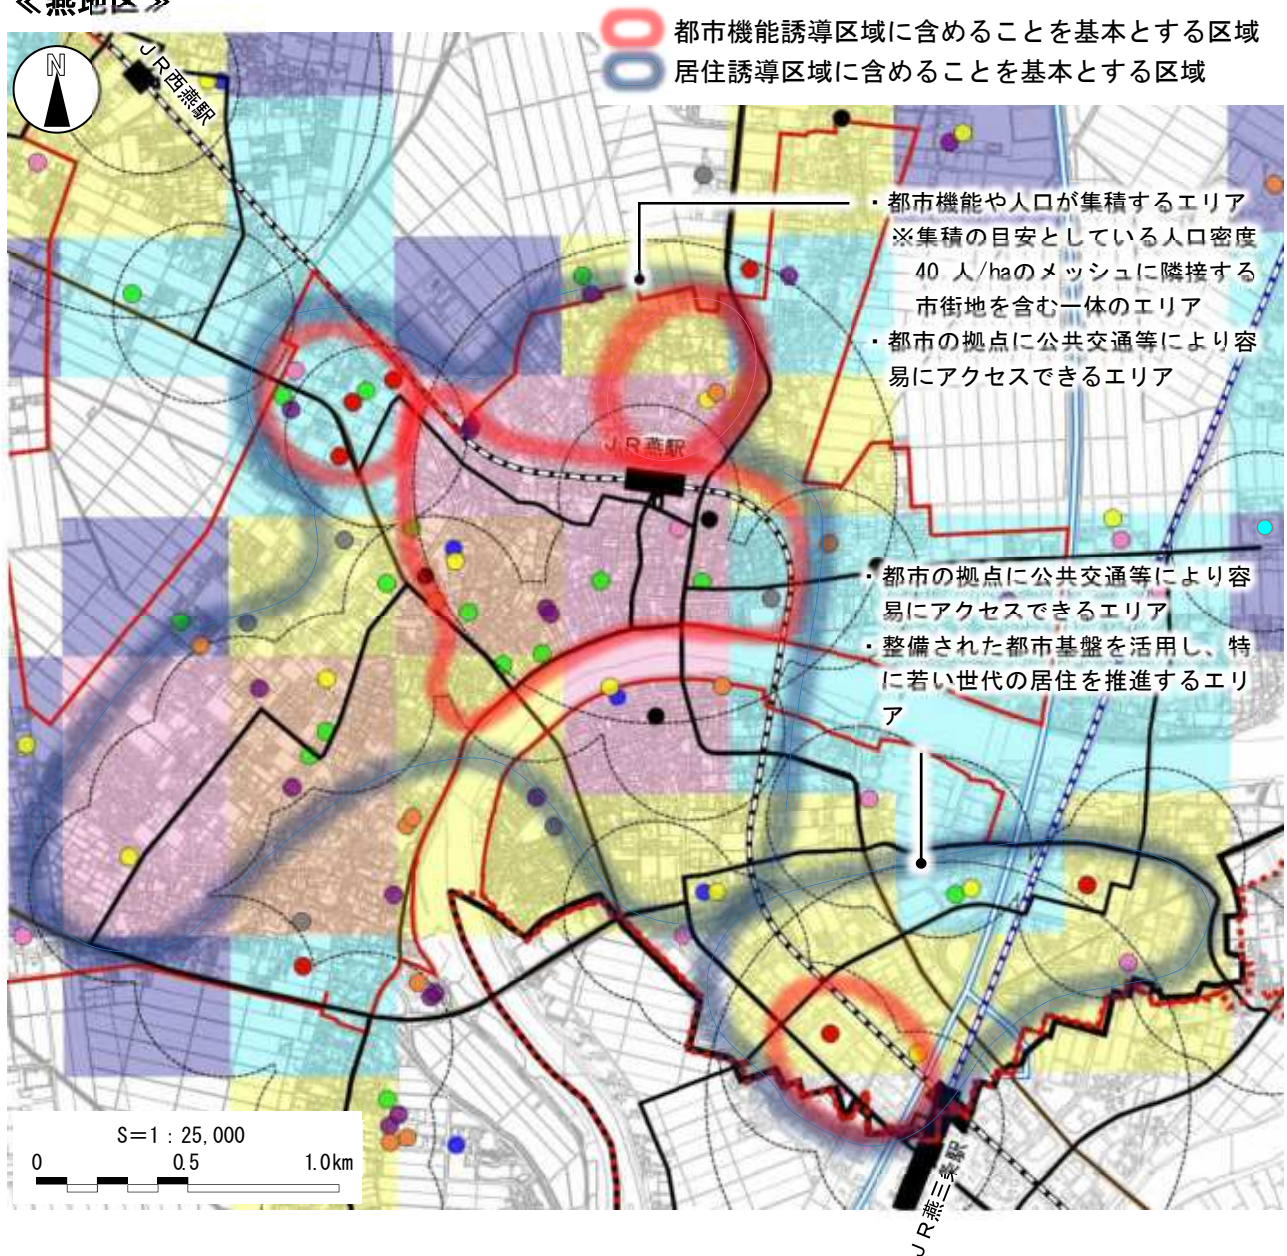 ≪燕地区≫
都市機能誘導区域に含めることを基本とする区域
居住誘導区域に含めることを基本とする区域
N
JR西燕駅
・都市機能や人口が集積するエリア
※集積の目安としている人口密度
40 人/haのメッシュに隣接する
市街地を含む一体のエリア
・都市の拠点に公共交通等により容
易にアクセスできるエリア
JR燕駅
・都市の拠点に公共交通等により容
易にアクセスできるエリア
・整備された都市基盤を活用し、特
に若い世代の居住を推進するエリ
ア
S=1：25,000
0 0.5 1.0km
JR燕三条駅